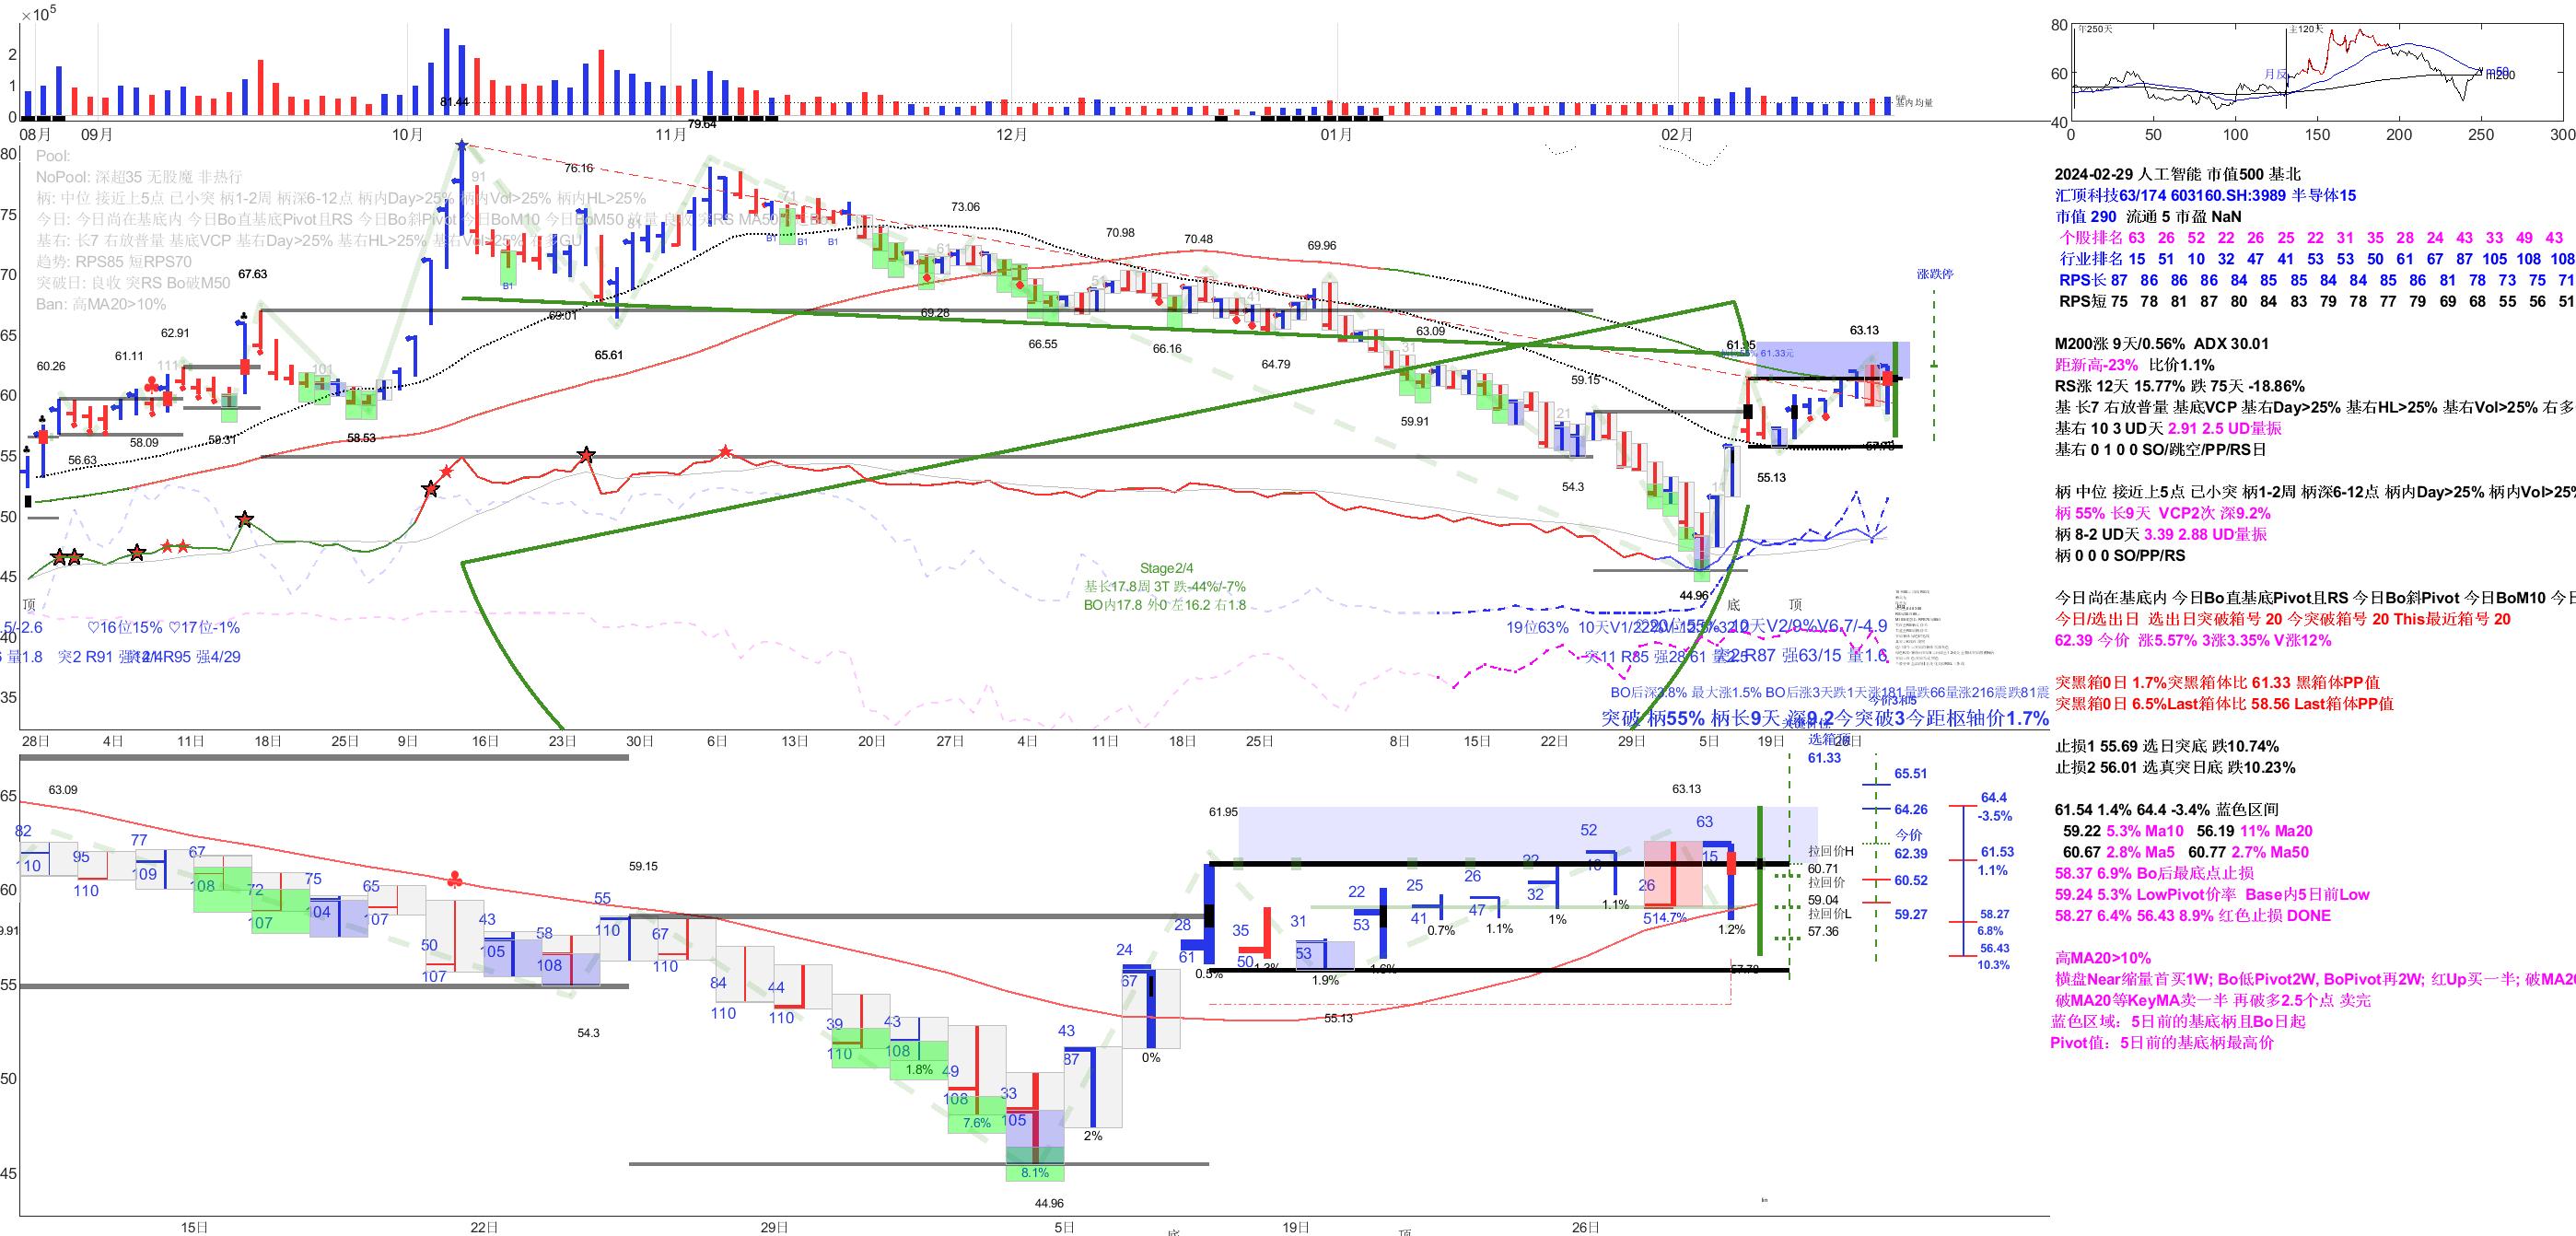 ×10⁵
2
1
0
81.44
79.64
基内均量
08月 09月 10月 11月 12月 01月 02月
80
60
40
年250天
主120天
月反
m200
0 50 100 150 200 250 300
Pool:
NoPool: 深超35 无股魔 非热行
柄: 中位 接近上5点 己小突 柄1-2周 柄深6-12点 柄内Day>25% 柄内Vol>25% 柄内HL>25%
今日: 今日尚在基底内 今日Bo直基底Pivot且RS 今日Bo斜Pivot 今日BoM10 今日BoM50 放量 良收 突RS MA50
基右: 长7 右放普量 基底VCP 基右Day>25% 基右HL>25% 基右Vol>25% 右多GU
趋势: RPS85 短RPS70
突破日: 良收 突RS Bo破M50
Ban: 高MA20>10%
80
75
70
65
60
55
50
45
40
35
60.26
56.63
61.11
58.09
62.91
59.31
67.63
58.53
76.16
69.01
65.61
73.06
69.28
66.55
70.98
66.16
70.48
64.79
69.96
63.09
59.91
59.15
54.3
44.96
61.95
61.33元
55.13
63.13
57.78
涨跌停
91
71
61
101
31
21
B1
B1
B1
B1
Stage2/4
基长17.8周 3T 跌-44%/-7%
BO内17.8 外0 左16.2 右1.8
顶
底
顶
5/-2.6 ♡16位15% ♡17位-1%
量1.8 突2 R91 强14/4 R95 强4/29
19位63% 10天V1/22%
20位55% 10天V2/9%V6.7/-4.9
突11 R85 强28/61 量2.5
突2 R87 强63/15 量1.6
BO后深3.8% 最大涨1.5% BO后涨3天跌1天涨181量跌66量涨216震跌81震
突破 柄55% 柄长9天 深9.2今突破3今距枢轴价1.7%
28日 4日 11日 18日 25日 9日 16日 23日 30日 6日 13日 20日 27日 4日 11日 18日 25日 8日 15日 22日 29日 5日 19日 26日
选箱顶
61.33
65
60
55
50
45
63.09
9.91
59.15
54.3
44.96
61.95
55.13
63.13
57.78
82
110
95
110
77
109
67
108
72
107
75
104
65
107
50
107
43
105
58
108
55
110
67
110
84
110
44
110
39
110
43
108
1.8%
49
108
7.6%
33
105
8.1%
43
87
2%
24
67
0%
28
61
0.5%
35
50
1.3%
31
53
1.9%
22
53
1.6%
25
41
0.7%
26
47
1.1%
22
32
1%
52
10
1.1%
26
51
4.7%
63
15
1.2%
拉回价H
60.71
拉回价
59.04
拉回价L
57.36
65.51
64.26
今价
62.39
60.52
59.27
64.4
-3.5%
61.53
1.1%
58.27
6.8%
56.43
10.3%
15日 22日 29日 5日 19日 26日
底 顶
2024-02-29 人工智能 市值500 基北
汇顶科技63/174 603160.SH:3989 半导体15
市值 290 流通 5 市盈 NaN
个股排名 63 26 52 22 26 25 22 31 35 28 24 43 33 49 43
行业排名 15 51 10 32 47 41 53 53 50 61 67 87 105 108 108
RPS长 87 86 86 86 84 85 85 84 84 85 86 81 78 73 75 71
RPS短 75 78 81 87 80 84 83 79 78 77 79 69 68 55 56 51
M200涨 9天/0.56% ADX 30.01
距新高-23% 比价1.1%
RS涨 12天 15.77% 跌 75天 -18.86%
基 长7 右放普量 基底VCP 基右Day>25% 基右HL>25% 基右Vol>25% 右多
基右 10 3 UD天 2.91 2.5 UD量振
基右 0 1 0 0 SO/跳空/PP/RS日
柄 中位 接近上5点 己小突 柄1-2周 柄深6-12点 柄内Day>25% 柄内Vol>25%
柄 55% 长9天 VCP2次 深9.2%
柄 8-2 UD天 3.39 2.88 UD量振
柄 0 0 0 SO/PP/RS
今日尚在基底内 今日Bo直基底Pivot且RS 今日Bo斜Pivot 今日BoM10 今日
今日/选出日 选出日突破箱号 20 今突破箱号 20 This最近箱号 20
62.39 今价 涨5.57% 3涨3.35% V涨12%
突黑箱0日 1.7%突黑箱体比 61.33 黑箱体PP值
突黑箱0日 6.5%Last箱体比 58.56 Last箱体PP值
止损1 55.69 选日突底 跌10.74%
止损2 56.01 选真突日底 跌10.23%
61.54 1.4% 64.4 -3.4% 蓝色区间
59.22 5.3% Ma10 56.19 11% Ma20
60.67 2.8% Ma5 60.77 2.7% Ma50
58.37 6.9% Bo后最底点止损
59.24 5.3% LowPivot价率 Base内5日前Low
58.27 6.4% 56.43 8.9% 红色止损 DONE
高MA20>10%
横盘Near缩量首买1W; Bo低Pivot2W, BoPivot再2W; 红Up买一半; 破MA20
破MA20等KeyMA卖一半 再破多2.5个点 卖完
蓝色区域：5日前的基底柄且Bo日起
Pivot值：5日前的基底柄最高价